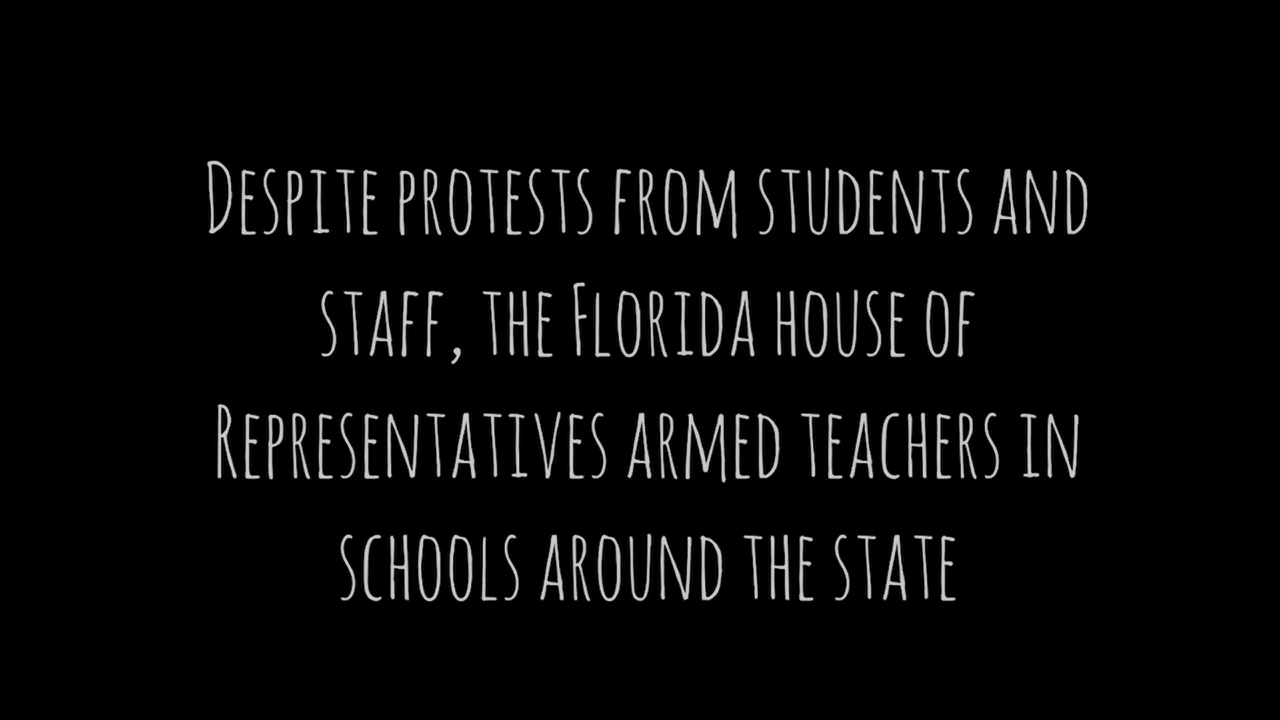 Despite protests from students and
staff, the Florida house of
Representatives armed teachers in
schools around the state